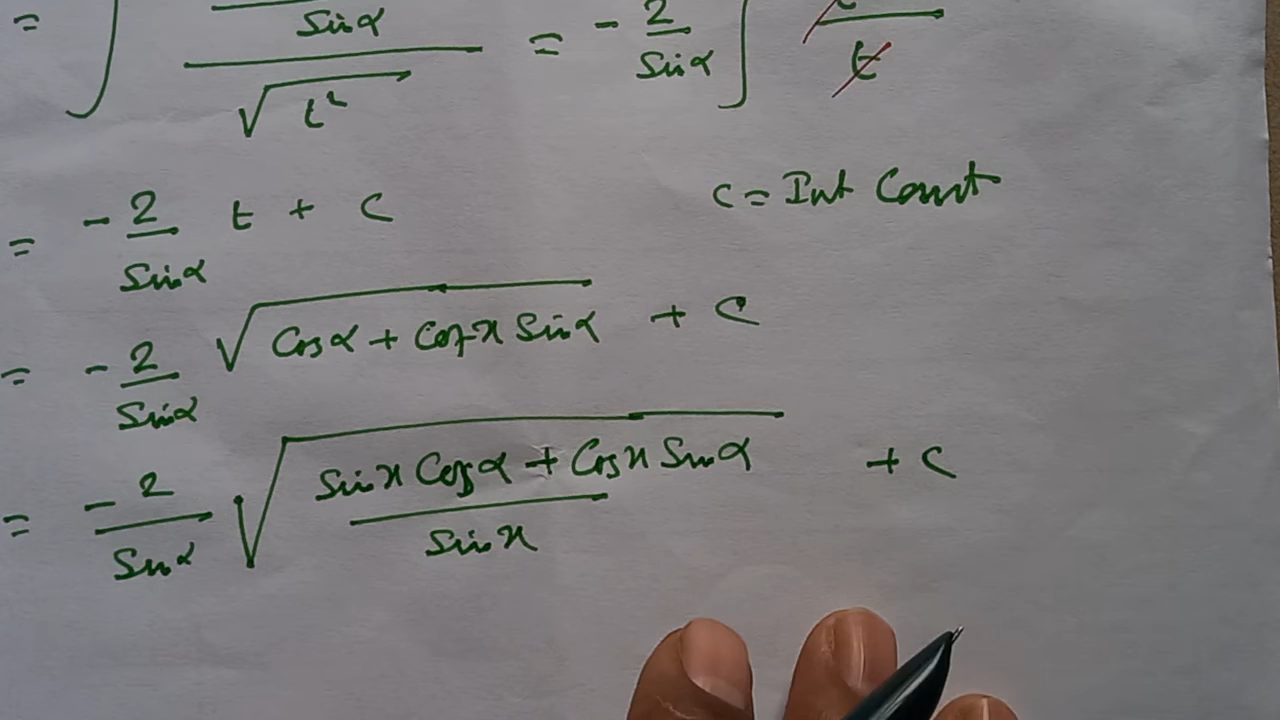 = ∫ sinα / √t² = - 2/sinα ∫ / t
= - 2/sinα t + c
c = Int Const
= - 2/sinα √(cosα + cotx sinα) + c
= - 2/sinα √((sinx cosα + cosx sinα)/sinx) + c